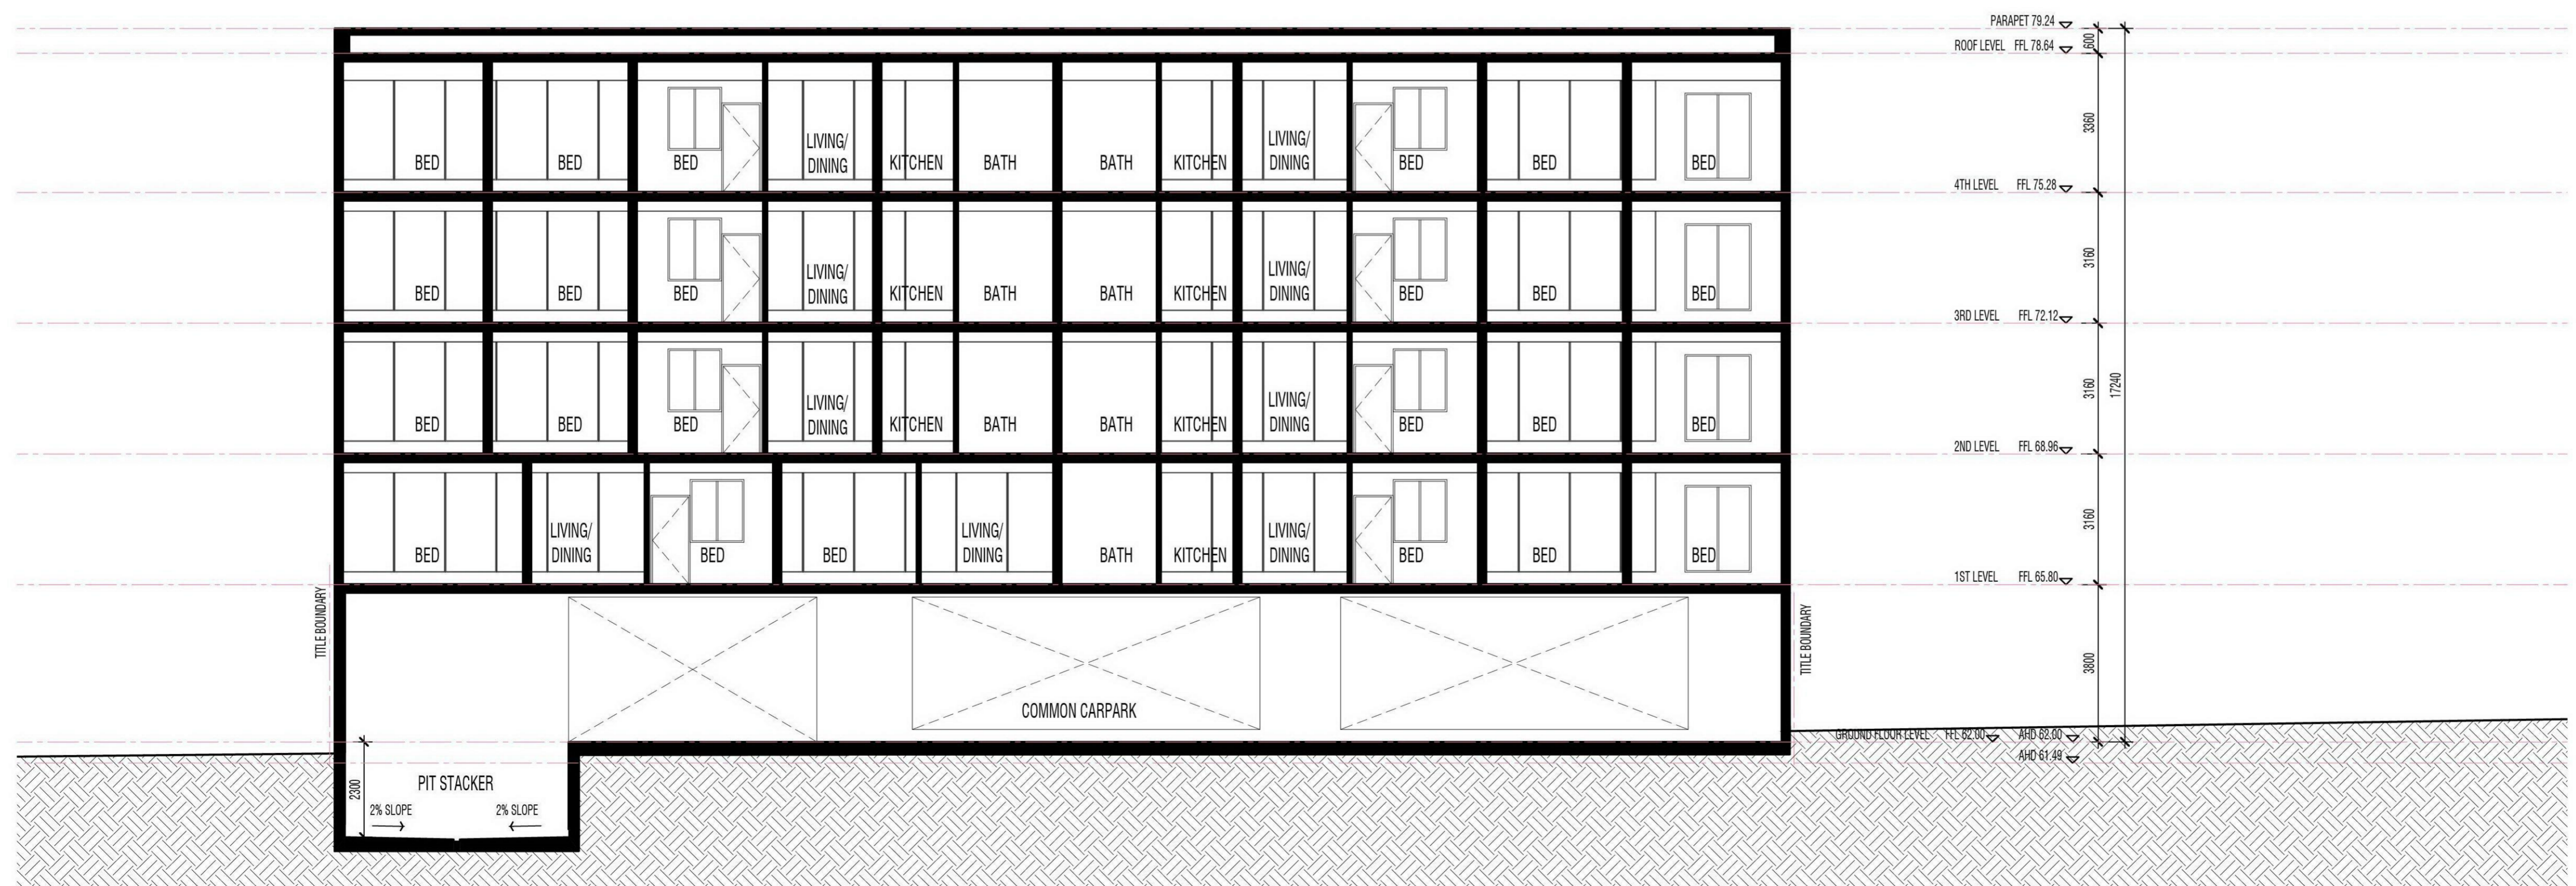 PARAPET 79.24
600
ROOF LEVEL FFL 78.64
3360
LIVING/ LIVING/
BED BED BED DINING KITCHEN BATH BATH KITCHEN DINING BED BED BED
4TH LEVEL FFL 75.28
3160
LIVING/ LIVING/
BED BED BED DINING KITCHEN BATH BATH KITCHEN DINING BED BED BED
3RD LEVEL FFL 72.12
3160 17240
LIVING/ LIVING/
BED BED BED DINING KITCHEN BATH BATH KITCHEN DINING BED BED BED
2ND LEVEL FFL 68.96
3160
LIVING/ LIVING/ LIVING/
BED DINING BED BED DINING BATH KITCHEN DINING BED BED BED
1ST LEVEL FFL 65.80
TITLE BOUNDARY
TITLE BOUNDARY
3800
COMMON CARPARK
GROUND FLOOR LEVEL FFL 62.00 AHD 62.00
AHD 61.49
2300
PIT STACKER
2% SLOPE 2% SLOPE